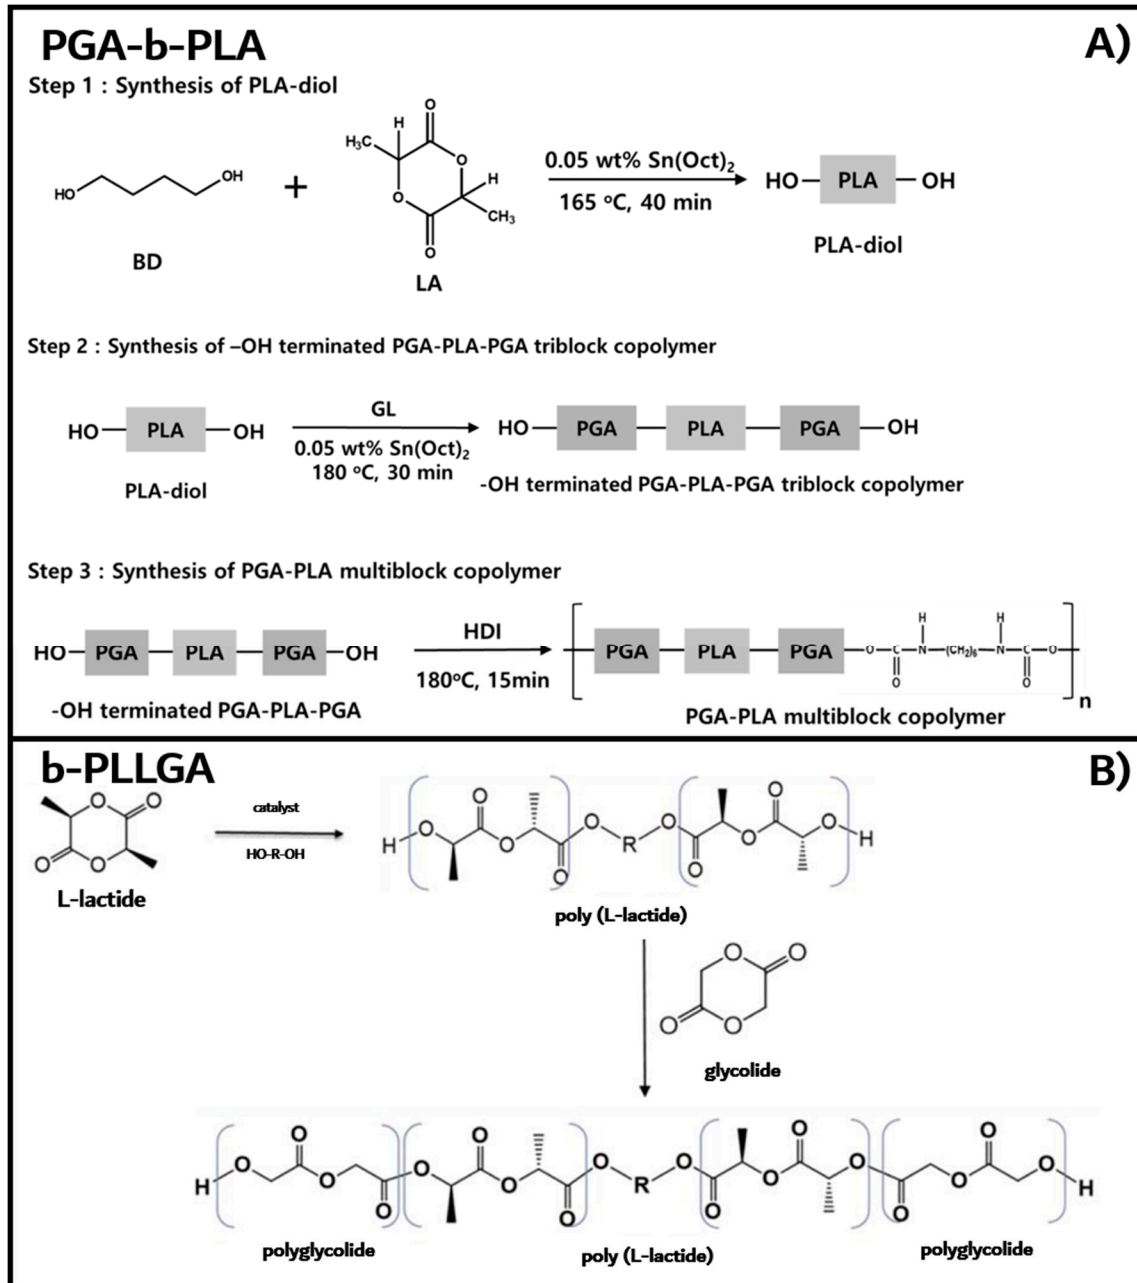 PGA-b-PLA
A)
Step 1 : Synthesis of PLA-diol
HO
OH
BD
+
H
H₃C
O
O
O
O
H
CH₃
LA
0.05 wt% Sn(Oct)₂
165 °C, 40 min
HO
PLA
OH
PLA-diol
Step 2 : Synthesis of –OH terminated PGA-PLA-PGA triblock copolymer
HO
PLA
OH
PLA-diol
GL
0.05 wt% Sn(Oct)₂
180 °C, 30 min
HO
PGA
PLA
PGA
OH
-OH terminated PGA-PLA-PGA triblock copolymer
Step 3 : Synthesis of PGA-PLA multiblock copolymer
HO
PGA
PLA
PGA
OH
-OH terminated PGA-PLA-PGA
HDI
180°C, 15min
PGA
PLA
PGA
O
C
O
H
N
(CH₂)₆
H
N
C
O
O
n
PGA-PLA multiblock copolymer
b-PLLGA
B)
O
O
O
O
L-lactide
catalyst
HO-R-OH
H
O
O
O
O
O
R
O
O
O
O
O
H
poly (L-lactide)
O
O
O
O
glycolide
H
O
O
O
O
O
O
O
O
O
R
O
O
O
O
O
O
O
O
O
H
polyglycolide
poly (L-lactide)
polyglycolide